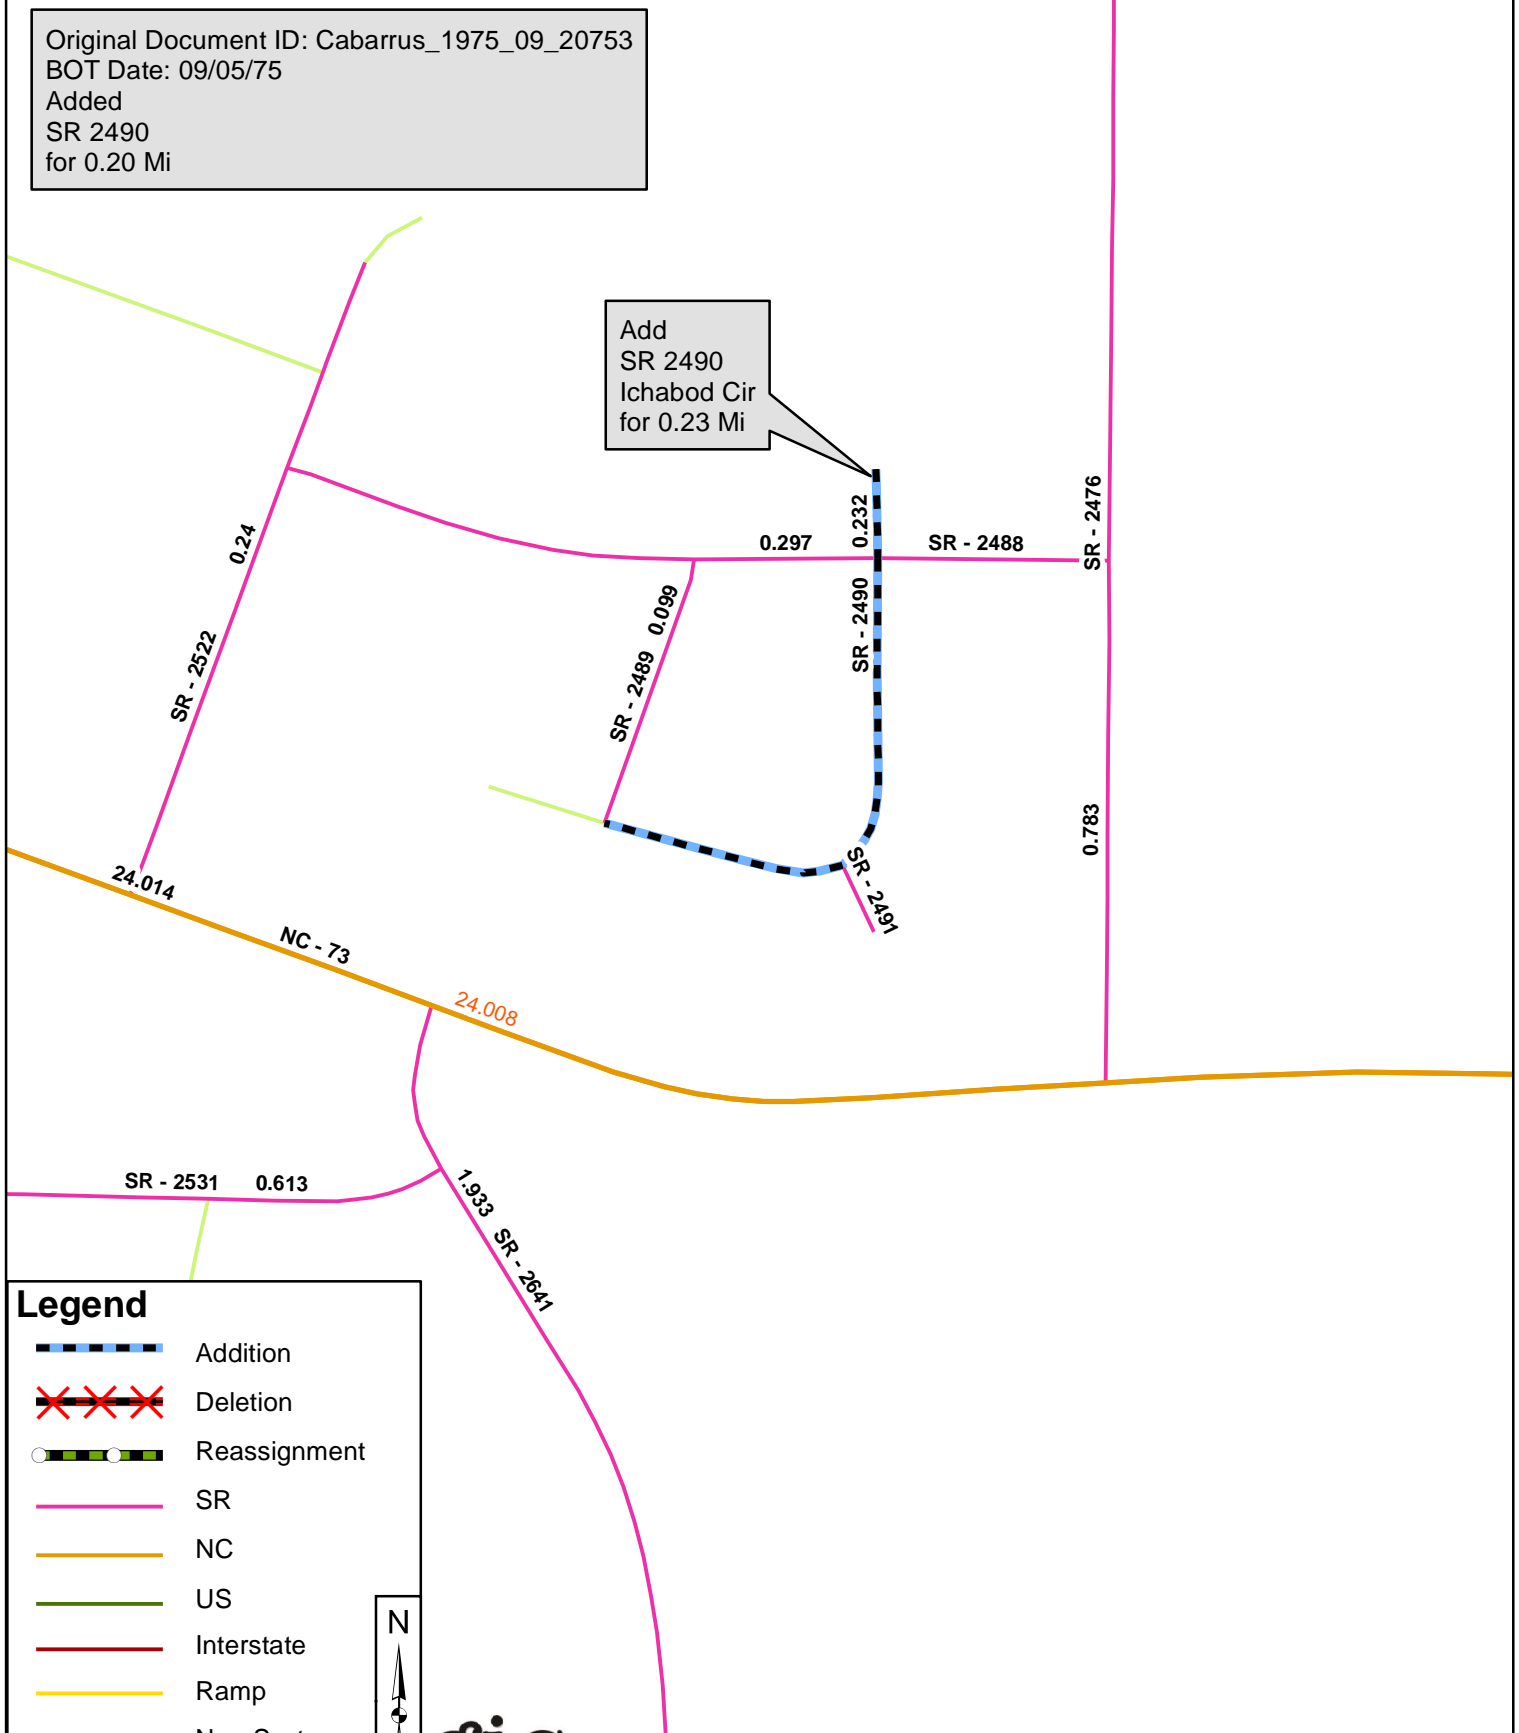 Original Document ID: Cabarrus_1975_09_20753
BOT Date: 09/05/75
Added
SR 2490
for 0.20 Mi
Add
SR 2490
Ichabod Cir
for 0.23 Mi
0.232
SR - 2476
0.24
0.297
SR - 2488
SR - 2490
0.099
SR - 2522
SR - 2489
0.783
SR - 2491
24.014
NC - 73
24.008
SR - 2531 0.613
1.933 SR - 2641
Legend
Addition
Deletion
Reassignment
SR
NC
US
Interstate
Ramp
N